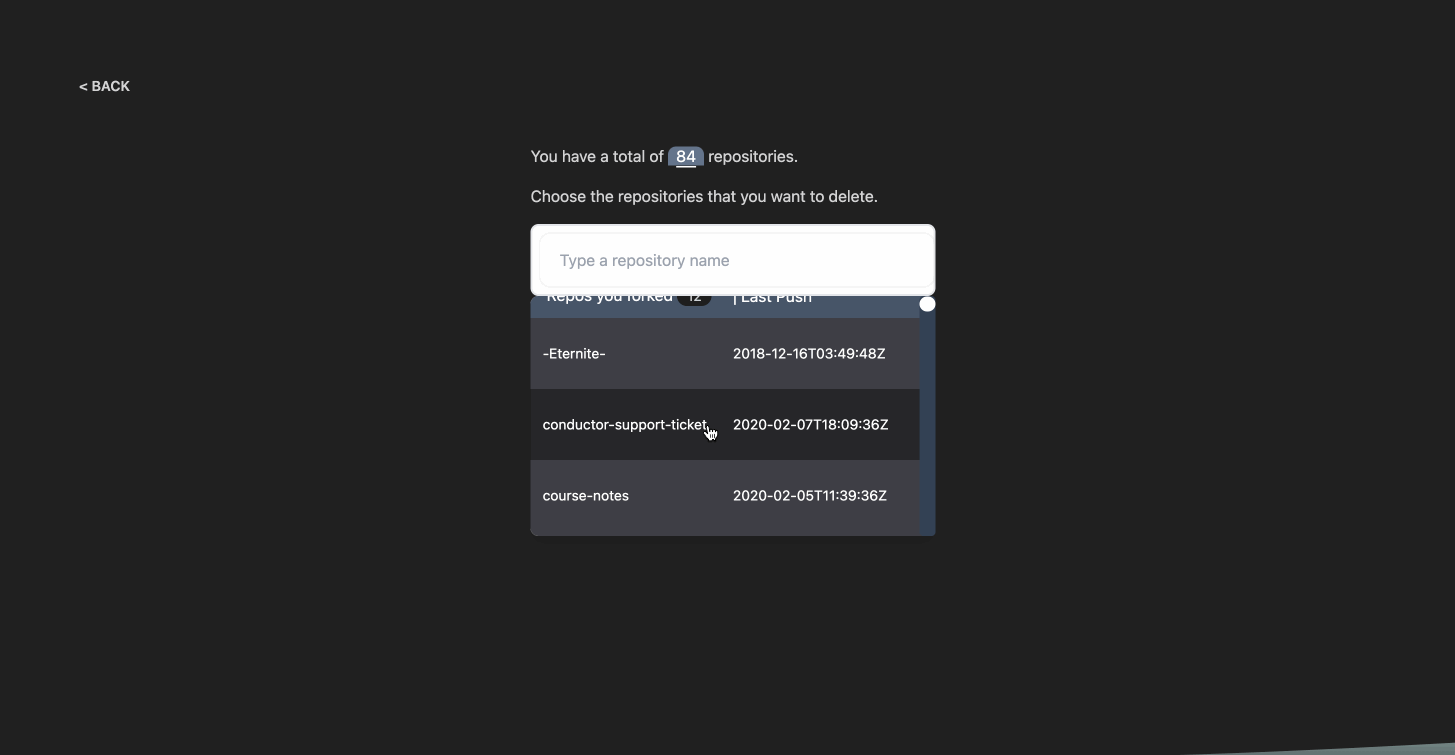 < BACK
You have a total of 84 repositories.
Choose the repositories that you want to delete.
Type a repository name
Repos you forked 12 | Last Push
-Eternite- 2018-12-16T03:49:48Z
conductor-support-ticket 2020-02-07T18:09:36Z
course-notes 2020-02-05T11:39:36Z